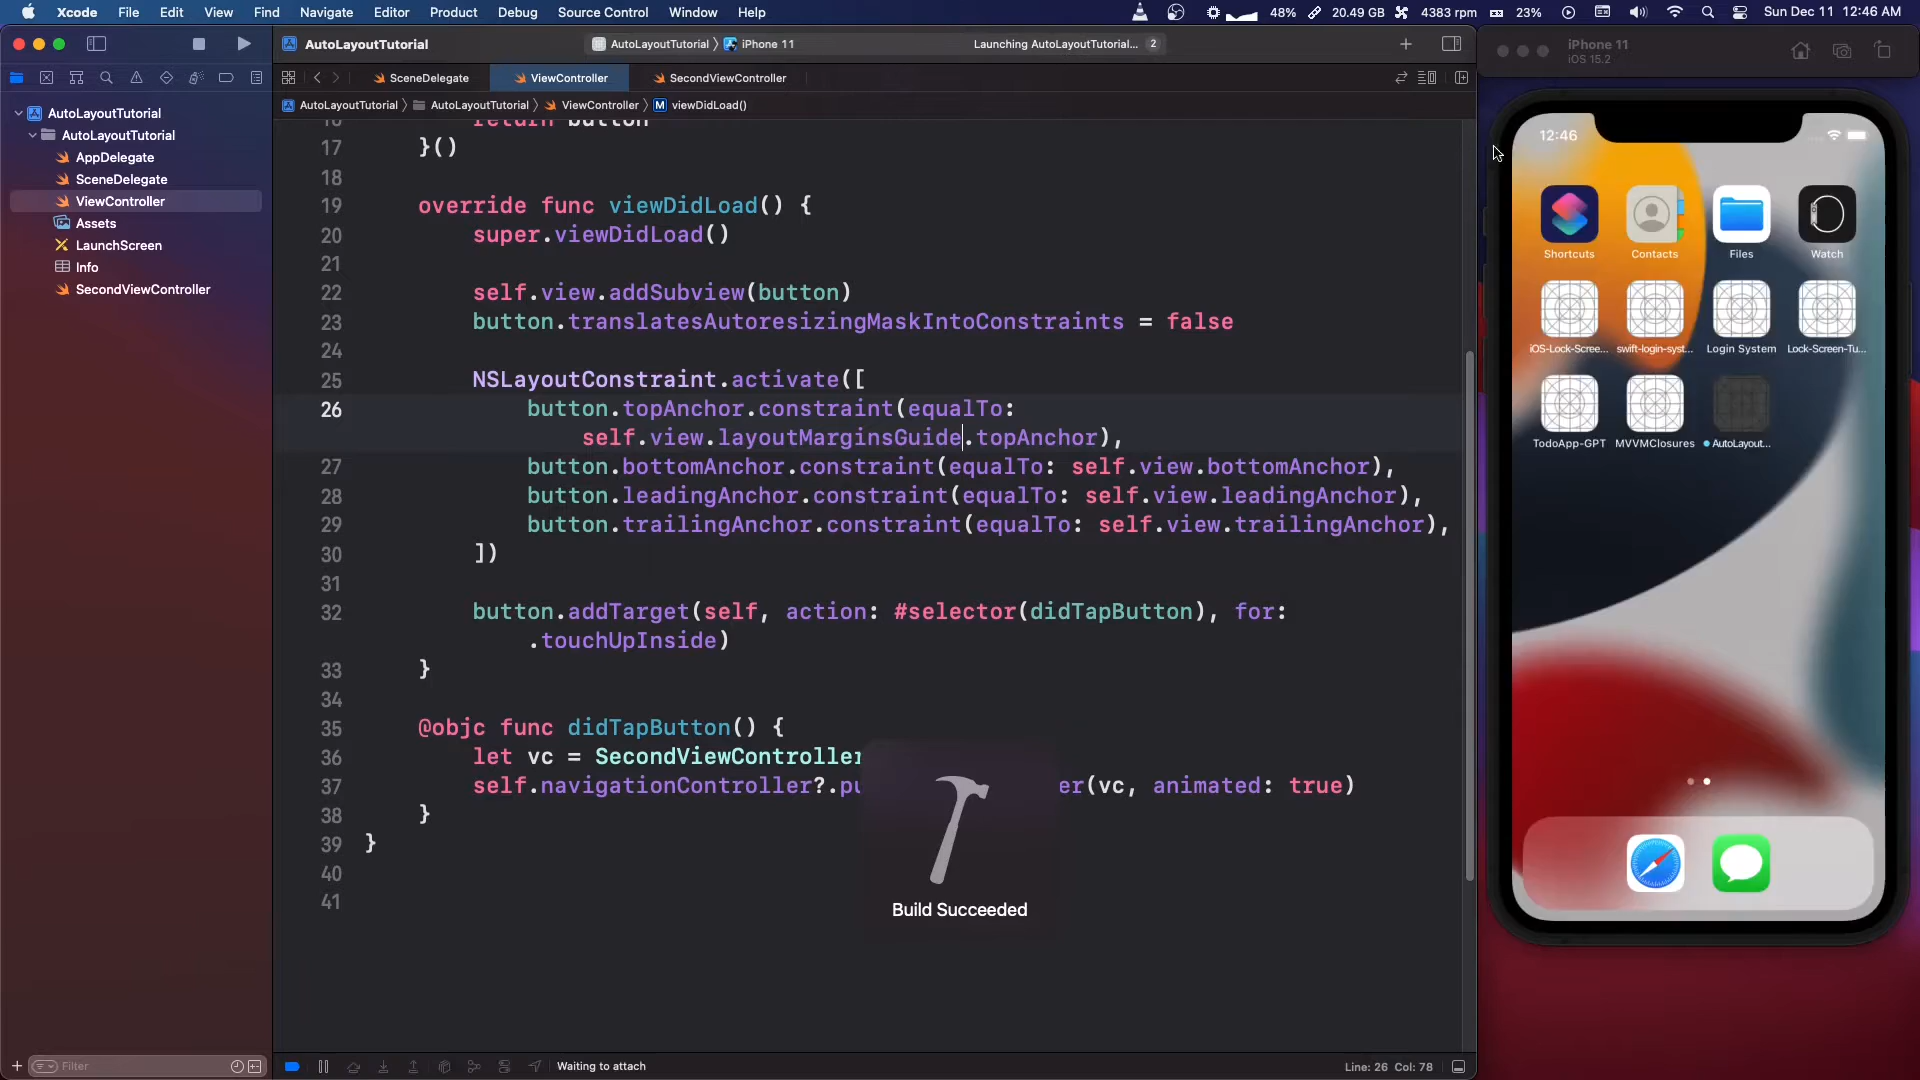 Xcode File Edit View Find Navigate Editor Product Debug Source Control Window Help
48% 20.49 GB 4383 rpm 23% Sun Dec 11 12:46 AM
AutoLayoutTutorial
AutoLayoutTutorial iPhone 11
Launching AutoLayoutTutorial... 2
SceneDelegate
ViewController
SecondViewController
AutoLayoutTutorial AutoLayoutTutorial ViewController M viewDidLoad()
AutoLayoutTutorial
AutoLayoutTutorial
AppDelegate
SceneDelegate
ViewController
Assets
LaunchScreen
Info
SecondViewController
Filter
16 return button
17 }()
18
19 override func viewDidLoad() {
20 super.viewDidLoad()
21
22 self.view.addSubview(button)
23 button.translatesAutoresizingMaskIntoConstraints = false
24
25 NSLayoutConstraint.activate([
26 button.topAnchor.constraint(equalTo:
self.view.layoutMarginsGuide.topAnchor),
27 button.bottomAnchor.constraint(equalTo: self.view.bottomAnchor),
28 button.leadingAnchor.constraint(equalTo: self.view.leadingAnchor),
29 button.trailingAnchor.constraint(equalTo: self.view.trailingAnchor),
30 ])
31
32 button.addTarget(self, action: #selector(didTapButton), for:
.touchUpInside)
33 }
34
35 @objc func didTapButton() {
36 let vc = SecondViewController
37 self.navigationController?.pu er(vc, animated: true)
38 }
39 }
40
41
Build Succeeded
Waiting to attach
Line: 26 Col: 78
iPhone 11
iOS 15.2
12:46
Shortcuts Contacts Files Watch
iOS-Lock-Scree... swift-login-syst... Login System Lock-Screen-Tu...
TodoApp-GPT MVVMClosures AutoLayout...